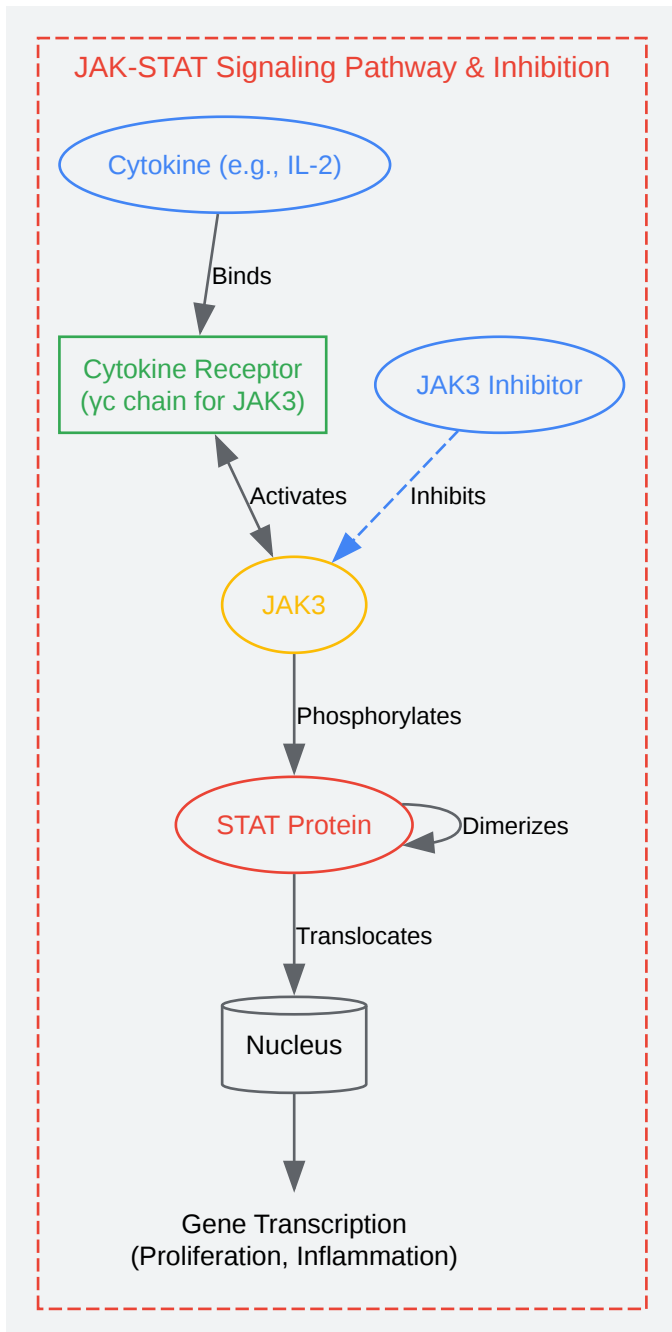 JAK-STAT Signaling Pathway & Inhibition
Cytokine (e.g., IL-2)
Binds
Cytokine Receptor
(γc chain for JAK3)
JAK3 Inhibitor
Activates
Inhibits
JAK3
Phosphorylates
STAT Protein
Dimerizes
Translocates
Nucleus
Gene Transcription
(Proliferation, Inflammation)